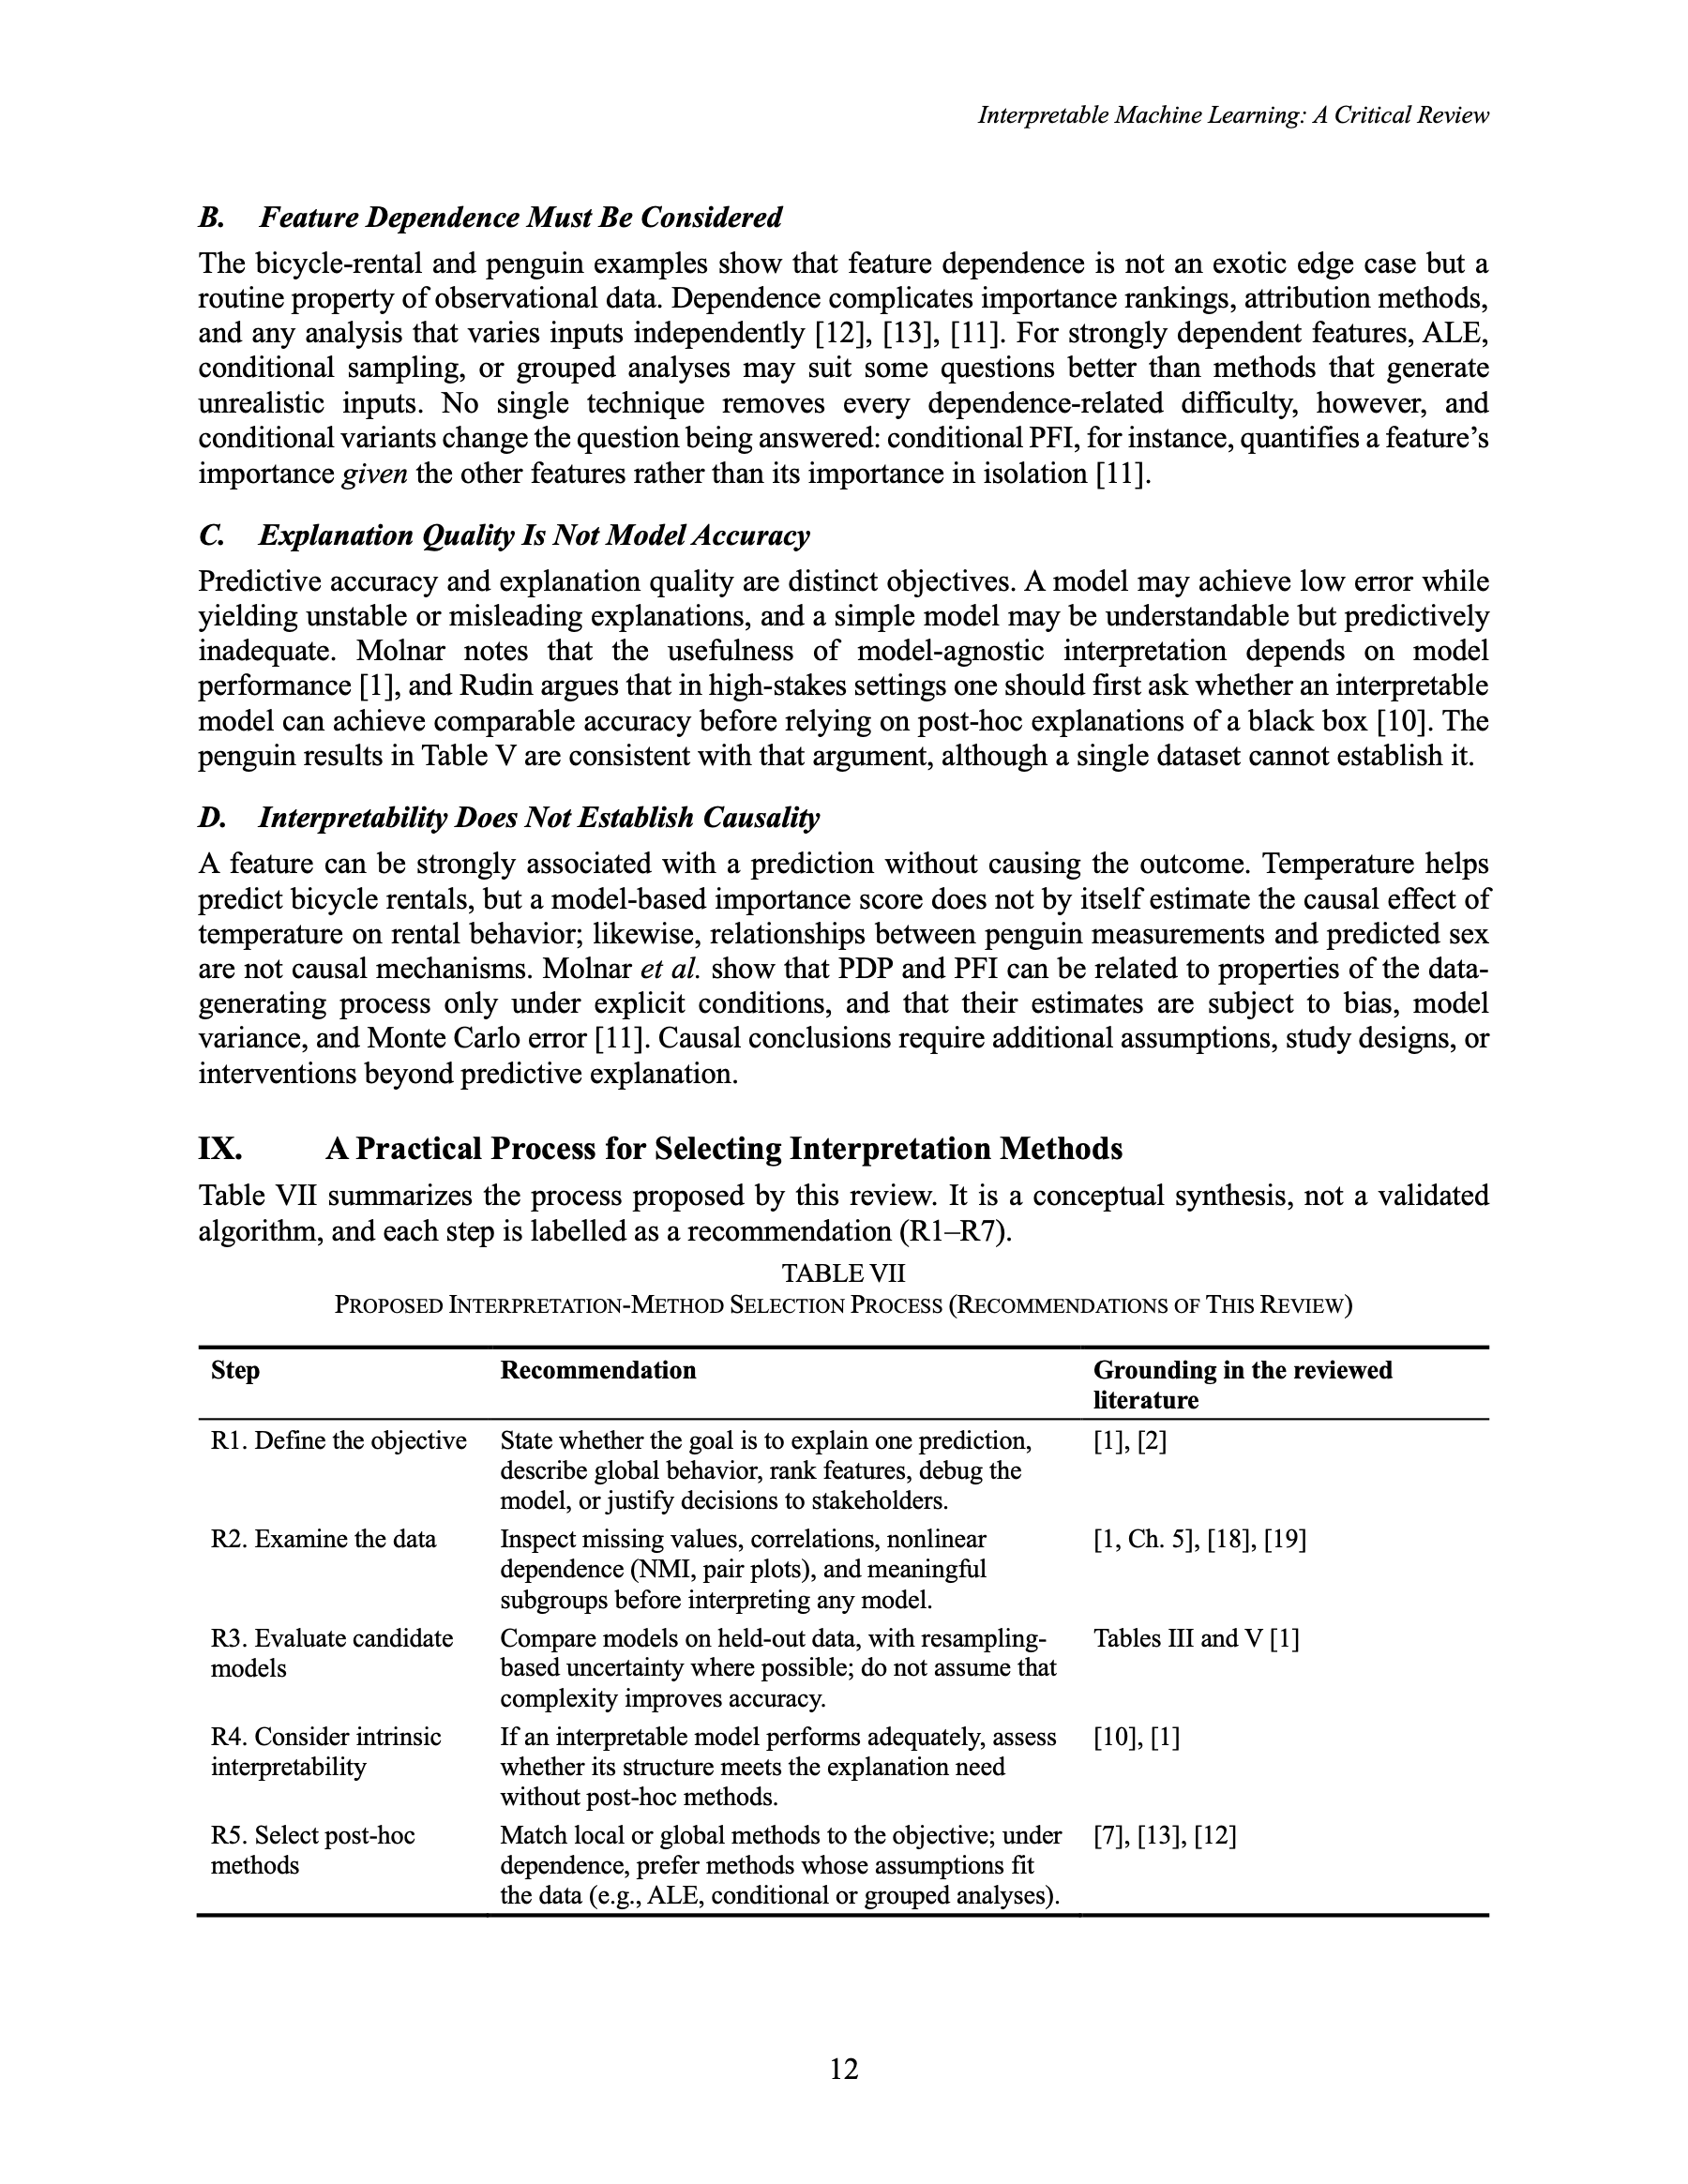 Interpretable Machine Learning: A Critical Review
B. Feature Dependence Must Be Considered
The bicycle-rental and penguin examples show that feature dependence is not an exotic edge case but a
routine property of observational data. Dependence complicates importance rankings, attribution methods,
and any analysis that varies inputs independently [12], [13], [11]. For strongly dependent features, ALE,
conditional sampling, or grouped analyses may suit some questions better than methods that generate
unrealistic inputs. No single technique removes every dependence-related difficulty, however, and
conditional variants change the question being answered: conditional PFI, for instance, quantifies a feature’s
importance given the other features rather than its importance in isolation [11].
C. Explanation Quality Is Not Model Accuracy
Predictive accuracy and explanation quality are distinct objectives. A model may achieve low error while
yielding unstable or misleading explanations, and a simple model may be understandable but predictively
inadequate. Molnar notes that the usefulness of model-agnostic interpretation depends on model
performance [1], and Rudin argues that in high-stakes settings one should first ask whether an interpretable
model can achieve comparable accuracy before relying on post-hoc explanations of a black box [10]. The
penguin results in Table V are consistent with that argument, although a single dataset cannot establish it.
D. Interpretability Does Not Establish Causality
A feature can be strongly associated with a prediction without causing the outcome. Temperature helps
predict bicycle rentals, but a model-based importance score does not by itself estimate the causal effect of
temperature on rental behavior; likewise, relationships between penguin measurements and predicted sex
are not causal mechanisms. Molnar et al. show that PDP and PFI can be related to properties of the data-
generating process only under explicit conditions, and that their estimates are subject to bias, model
variance, and Monte Carlo error [11]. Causal conclusions require additional assumptions, study designs, or
interventions beyond predictive explanation.
IX. A Practical Process for Selecting Interpretation Methods
Table VII summarizes the process proposed by this review. It is a conceptual synthesis, not a validated
algorithm, and each step is labelled as a recommendation (R1–R7).
TABLE VII
PROPOSED INTERPRETATION-METHOD SELECTION PROCESS (RECOMMENDATIONS OF THIS REVIEW)
Step
Recommendation
Grounding in the reviewed
literature
R1. Define the objective
State whether the goal is to explain one prediction,
describe global behavior, rank features, debug the
model, or justify decisions to stakeholders.
[1], [2]
R2. Examine the data
Inspect missing values, correlations, nonlinear
dependence (NMI, pair plots), and meaningful
subgroups before interpreting any model.
[1, Ch. 5], [18], [19]
R3. Evaluate candidate
models
Compare models on held-out data, with resampling-
based uncertainty where possible; do not assume that
complexity improves accuracy.
Tables III and V [1]
R4. Consider intrinsic
interpretability
If an interpretable model performs adequately, assess
whether its structure meets the explanation need
without post-hoc methods.
[10], [1]
R5. Select post-hoc
methods
Match local or global methods to the objective; under
dependence, prefer methods whose assumptions fit
the data (e.g., ALE, conditional or grouped analyses).
[7], [13], [12]
12